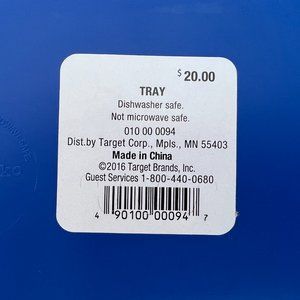 $20.00
TRAY
Dishwasher safe.
Not microwave safe.
010 00 0094
Dist.by Target Corp., Mpls., MN 55403
Made in China
©2016 Target Brands, Inc.
Guest Services 1-800-440-0680
4 90100 00094 7